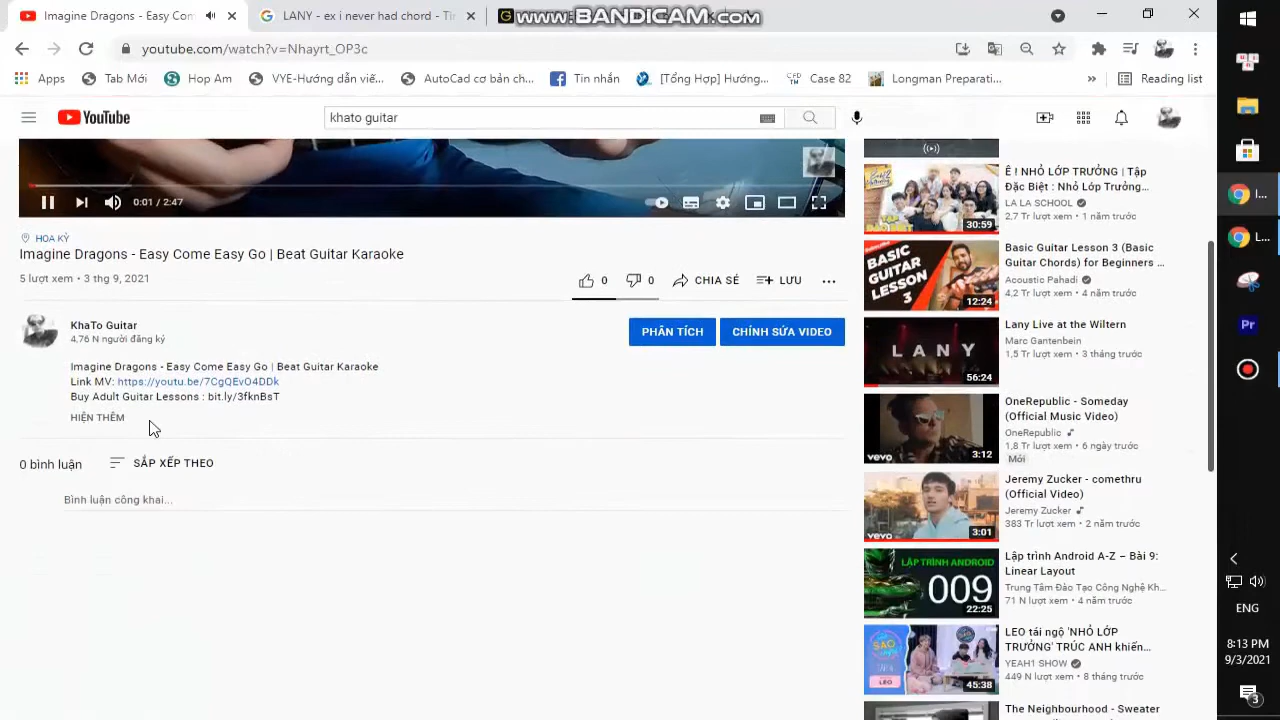 Imagine Dragons - Easy Com
LANY - ex i never had chord - Th
www.BANDICAM.com
youtube.com/watch?v=Nhayrt_OP3c
Apps
Tab Mới
Hop Am
VYE-Hướng dẫn viế...
AutoCad cơ bản ch...
Tin nhắn
[Tổng Hợp] Hướng...
Case 82
Longman Preparati...
»
Reading list
YouTube
khato guitar
0:01 / 2:47
HOA KỲ
Imagine Dragons - Easy Come Easy Go | Beat Guitar Karaoke
5 lượt xem • 3 thg 9, 2021
0
0
CHIA SẺ
LƯU
KhaTo Guitar
4,76 N người đăng ký
PHÂN TÍCH
CHỈNH SỬA VIDEO
Imagine Dragons - Easy Come Easy Go | Beat Guitar Karaoke
Link MV: https://youtu.be/7CgQEvO4DDk
Buy Adult Guitar Lessons : bit.ly/3fknBsT
HIỆN THÊM
0 bình luận
SẮP XẾP THEO
Bình luận công khai...
30:59
Ê ! NHỎ LỚP TRƯỞNG | Tập
Đặc Biệt : Nhỏ Lớp Trưởng...
LA LA SCHOOL
2,7 Tr lượt xem • 1 năm trước
BASIC
GUITAR
LESSON
3
12:24
Basic Guitar Lesson 3 (Basic
Guitar Chords) for Beginners ...
Acoustic Pahadi
4,2 Tr lượt xem • 4 năm trước
LANY
56:24
Lany Live at the Wiltern
Marc Gantenbein
1,5 Tr lượt xem • 3 tháng trước
vevo
3:12
OneRepublic - Someday
(Official Music Video)
OneRepublic
1,8 Tr lượt xem • 6 ngày trước
Mới
vevo
3:01
Jeremy Zucker - comethru
(Official Video)
Jeremy Zucker
383 Tr lượt xem • 2 năm trước
LẬP TRÌNH ANDROID
009
22:25
Lập trình Android A-Z – Bài 9:
Linear Layout
Trung Tâm Đào Tạo Công Nghệ Kh...
71 N lượt xem • 4 năm trước
SAO
LEO
45:38
LEO tái ngộ 'NHỎ LỚP
TRƯỞNG' TRÚC ANH khiến...
YEAH1 SHOW
449 N lượt xem • 8 tháng trước
The Neighbourhood - Sweater
I...
L...
Pr
ENG
8:13 PM
9/3/2021
3